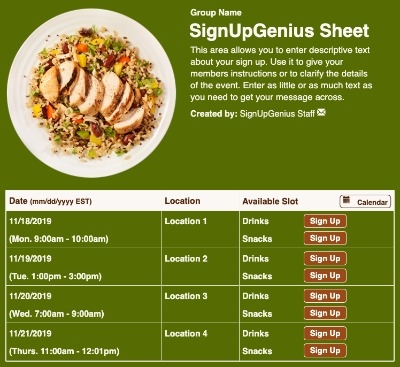 Group Name
SignUpGenius Sheet
This area allows you to enter descriptive text
about your sign up. Use it to give your
members instructions or to clarify the details
of the event. Enter as little or as much text as
you need to get your message across.
Created by: SignUpGenius Staff
Date (mm/dd/yyyy EST) Location Available Slot Calendar
11/18/2019 Location 1 Drinks Sign Up
(Mon. 9:00am - 10:00am) Snacks Sign Up
11/19/2019 Location 2 Drinks Sign Up
(Tue. 1:00pm - 3:00pm) Snacks Sign Up
11/20/2019 Location 3 Drinks Sign Up
(Wed. 7:00am - 9:00am) Snacks Sign Up
11/21/2019 Location 4 Drinks Sign Up
(Thurs. 11:00am - 12:01pm) Snacks Sign Up